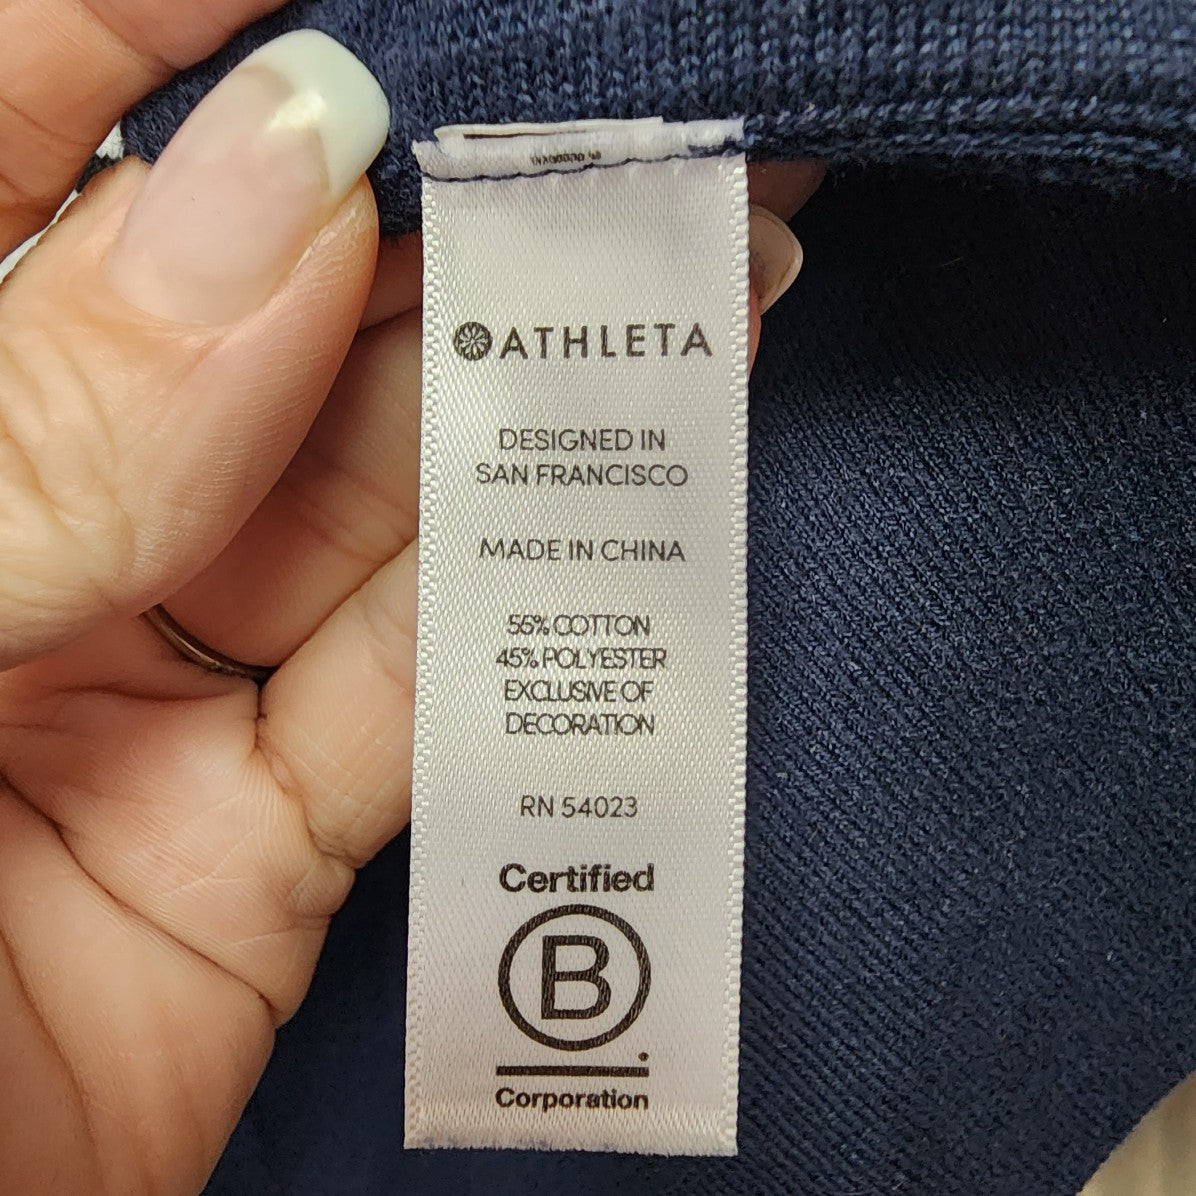 ATHLETA
DESIGNED IN
SAN FRANCISCO
MADE IN CHINA
55% COTTON
45% POLYESTER
EXCLUSIVE OF
DECORATION
RN 54023
Certified
B
Corporation